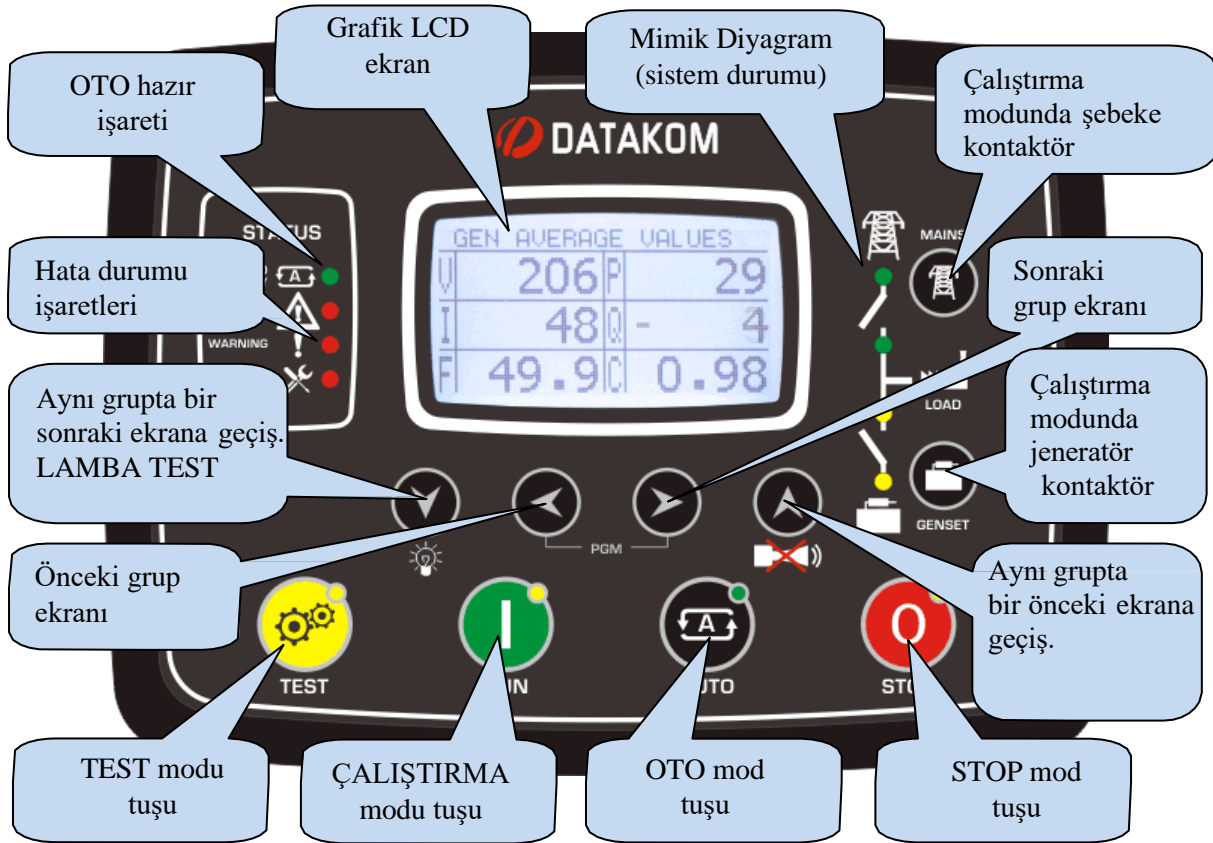 OTO hazır
işareti
Grafik LCD
ekran
Mimik Diyagram
(sistem durumu)
Çalıştırma
modunda şebeke
kontaktör
DATAKOM
STATUS
GEN AVERAGE VALUES
V 206 P 29
I 48 Q - 4
F 49.9 C 0.98
MAINS
Hata durumu
işaretleri
WARNING
Sonraki
grup ekranı
LOAD
Aynı grupta bir
sonraki ekrana geçiş.
LAMBA TEST
Çalıştırma
modunda
jeneratör
kontaktör
GENSET
PGM
Önceki grup
ekranı
Aynı grupta
bir önceki ekrana
geçiş.
A
A
I
O
TEST
TEST modu
tuşu
ÇALIŞTIRMA
modu tuşu
OTO mod
tuşu
STOP mod
tuşu